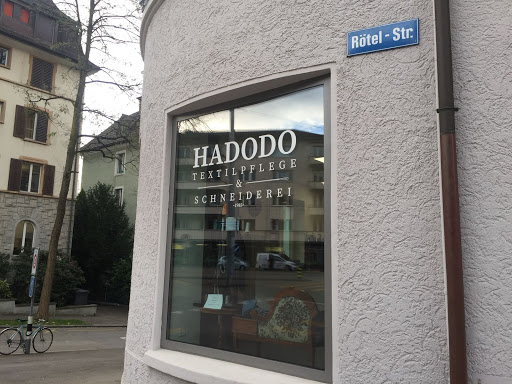 Rötel - Str.
HADODO
TEXTILPFLEGE
&
SCHNEIDEREI